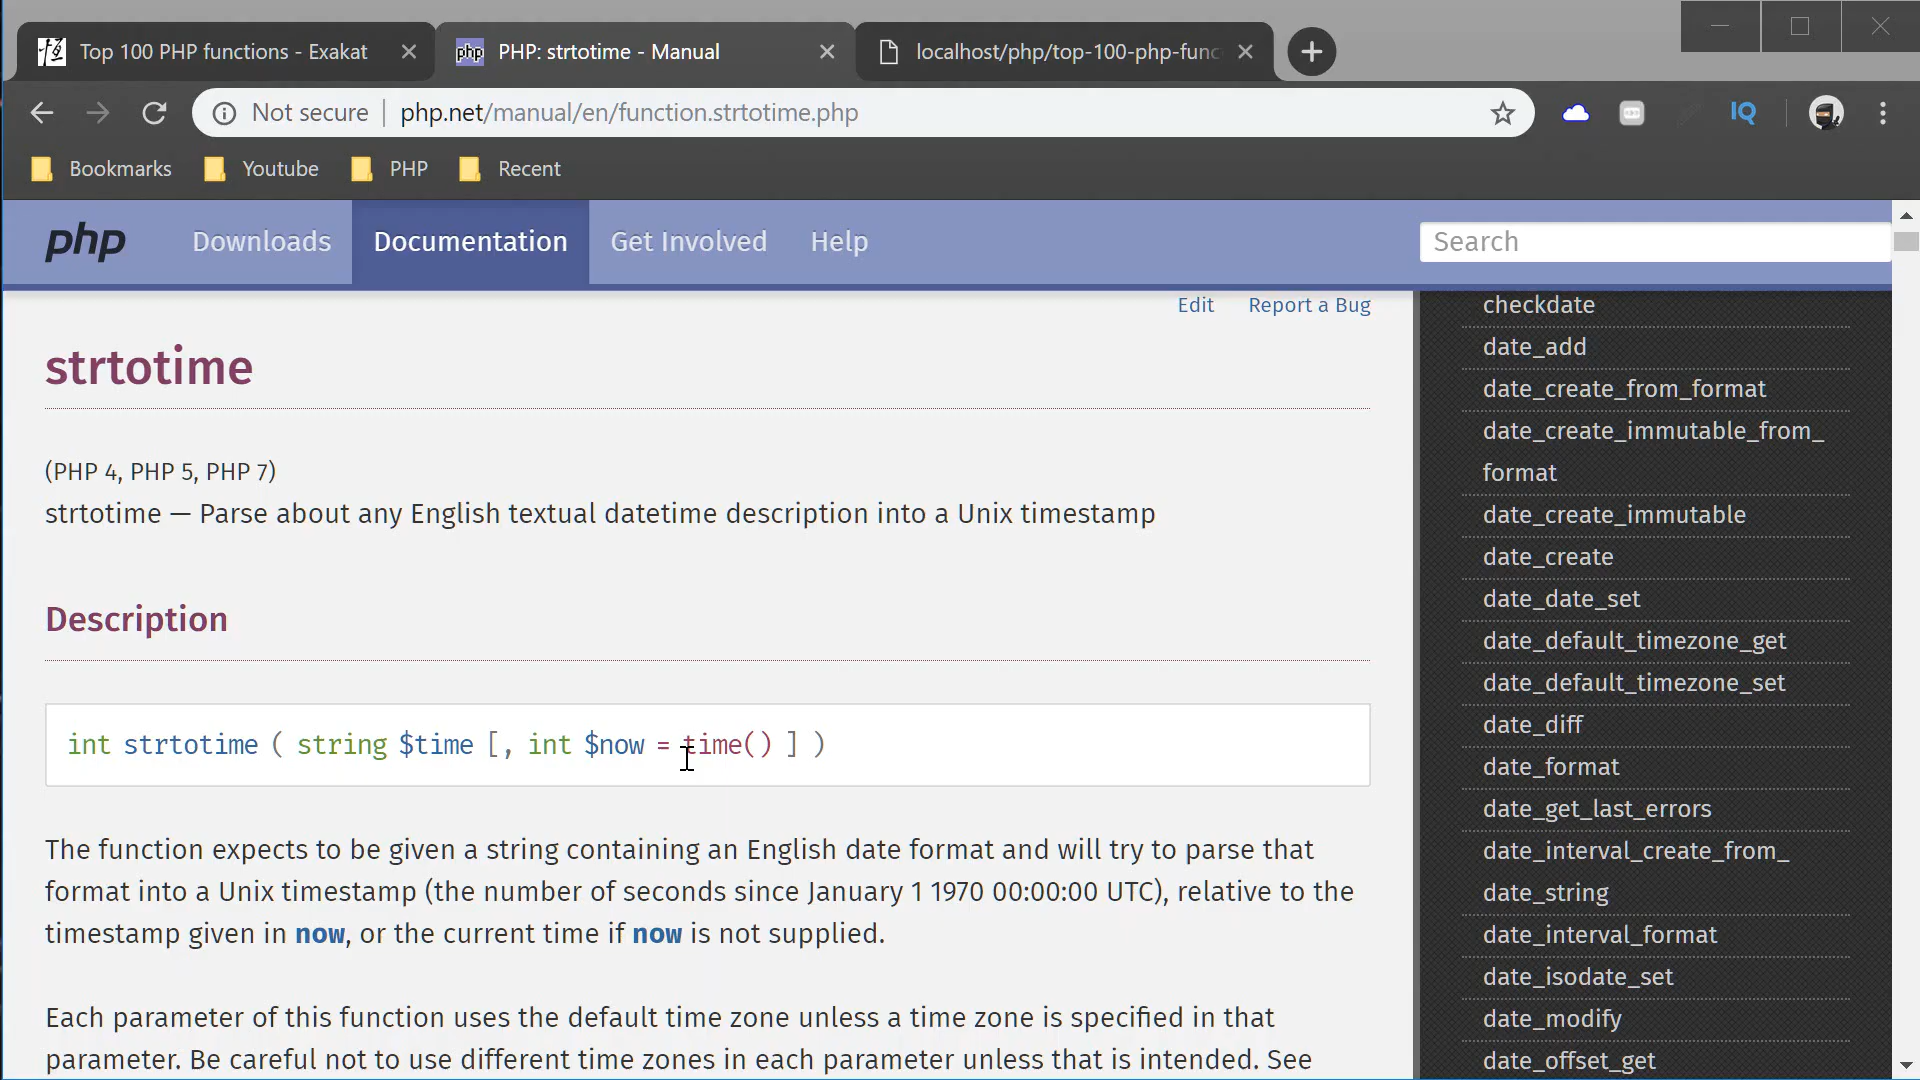 Top 100 PHP functions - Exakat
PHP: strtotime - Manual
localhost/php/top-100-php-func
Not secure
php.net/manual/en/function.strtotime.php
IQ
Bookmarks
Youtube
PHP
Recent
php
Downloads
Documentation
Get Involved
Help
Search
Edit
Report a Bug
strtotime
(PHP 4, PHP 5, PHP 7)
strtotime — Parse about any English textual datetime description into a Unix timestamp
Description
int strtotime ( string $time [, int $now = time() ] )
The function expects to be given a string containing an English date format and will try to parse that
format into a Unix timestamp (the number of seconds since January 1 1970 00:00:00 UTC), relative to the
timestamp given in now, or the current time if now is not supplied.
Each parameter of this function uses the default time zone unless a time zone is specified in that
parameter. Be careful not to use different time zones in each parameter unless that is intended. See
checkdate
date_add
date_create_from_format
date_create_immutable_from_
format
date_create_immutable
date_create
date_date_set
date_default_timezone_get
date_default_timezone_set
date_diff
date_format
date_get_last_errors
date_interval_create_from_
date_string
date_interval_format
date_isodate_set
date_modify
date_offset_get